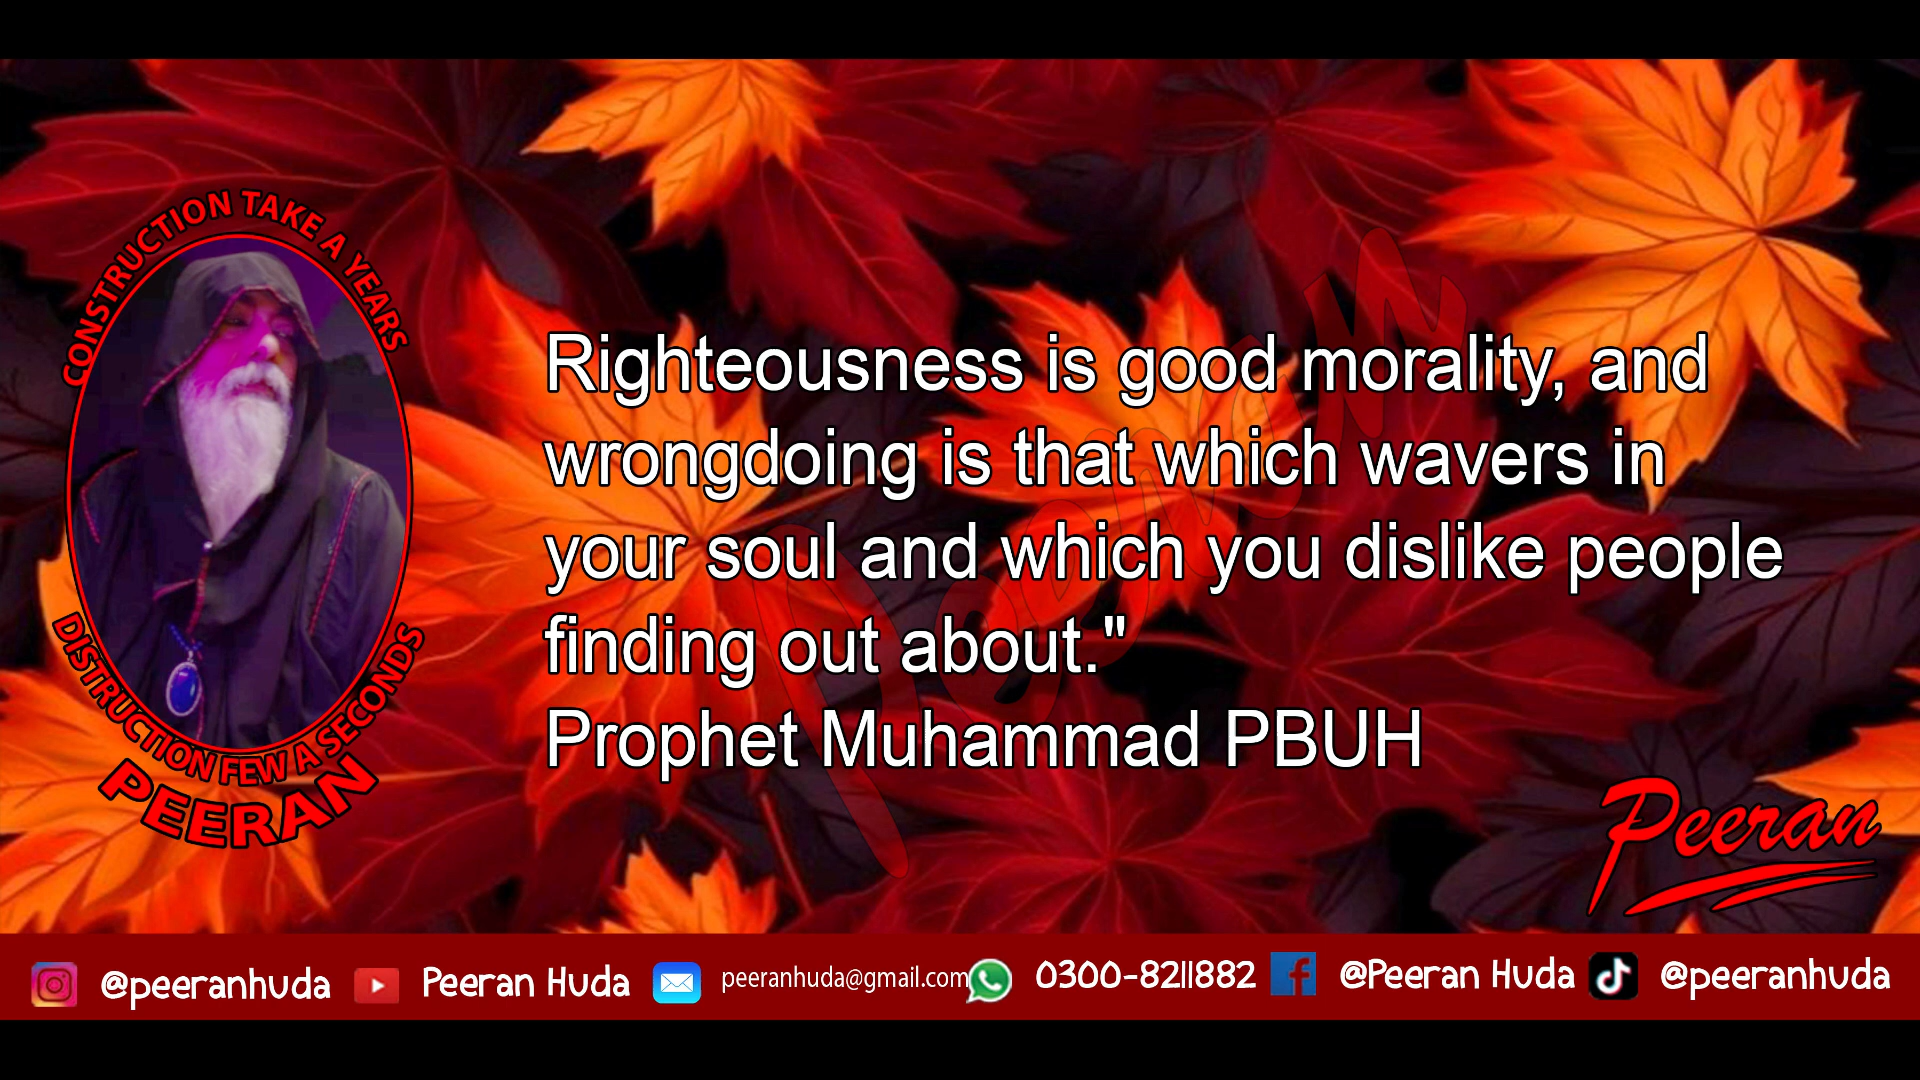 CONSTRUCTION TAKE A YEARS
DISTRUCTION FEW A SECONDS
PEERAN
Righteousness is good morality, and
wrongdoing is that which wavers in
your soul and which you dislike people
finding out about."
Prophet Muhammad PBUH
Peeran
Peeran
@peeranhuda Peeran Huda peeranhuda@gmail.com 0300-8211882 @Peeran Huda @peeranhuda